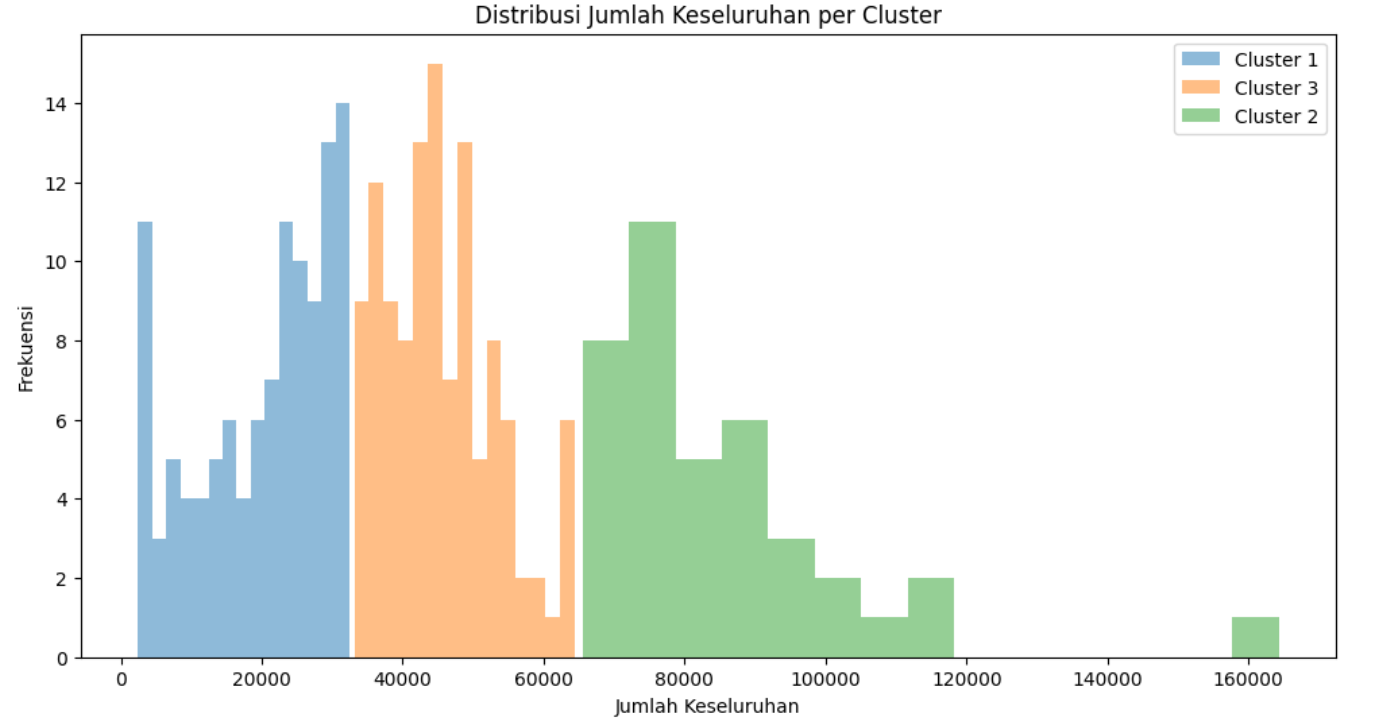 Distribusi Jumlah Keseluruhan per Cluster
Cluster 1
Cluster 3
Cluster 2
Frekuensi
14
12
10
8
6
4
2
0
0 20000 40000 60000 80000 100000 120000 140000 160000
Jumlah Keseluruhan